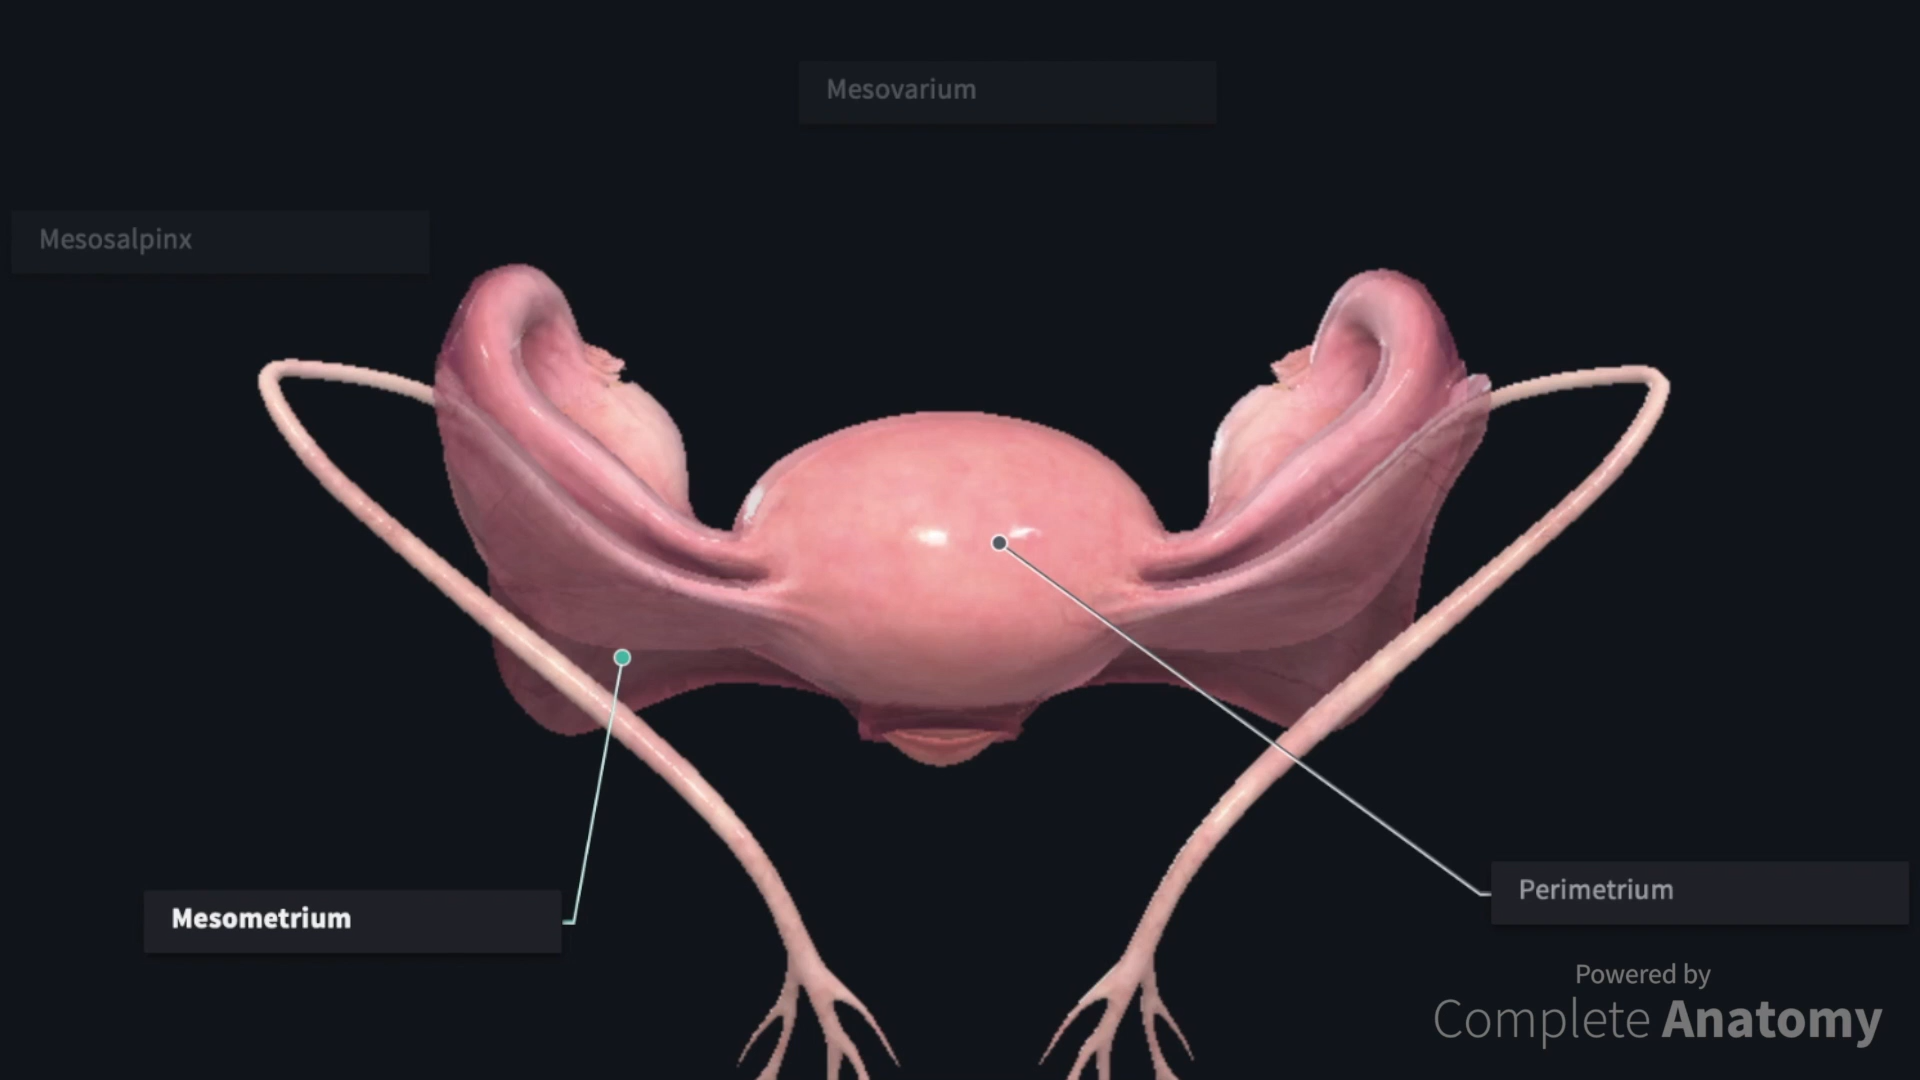 Mesovarium
Mesosalpinx
Mesometrium
Perimetrium
Powered by
Complete Anatomy